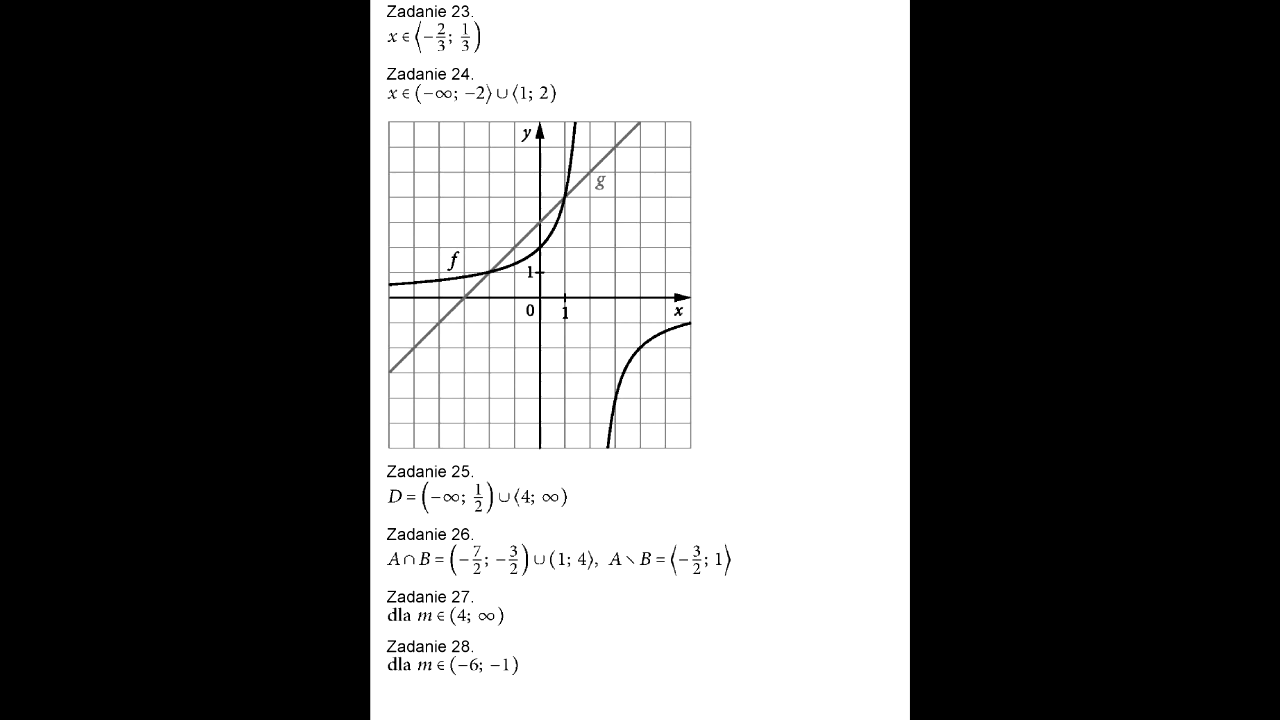 Zadanie 23.
x ∈ ⟨−2/3; 1/3)
Zadanie 24.
x ∈ (−∞; −2⟩ ∪ ⟨1; 2)
y
g
f
1
0 1 x
Zadanie 25.
D = (−∞; 1/2) ∪ ⟨4; ∞)
Zadanie 26.
A ∩ B = (−7/2; −3/2) ∪ (1; 4⟩, A \ B = ⟨−3/2; 1⟩
Zadanie 27.
dla m ∈ (4; ∞)
Zadanie 28.
dla m ∈ (−6; −1)